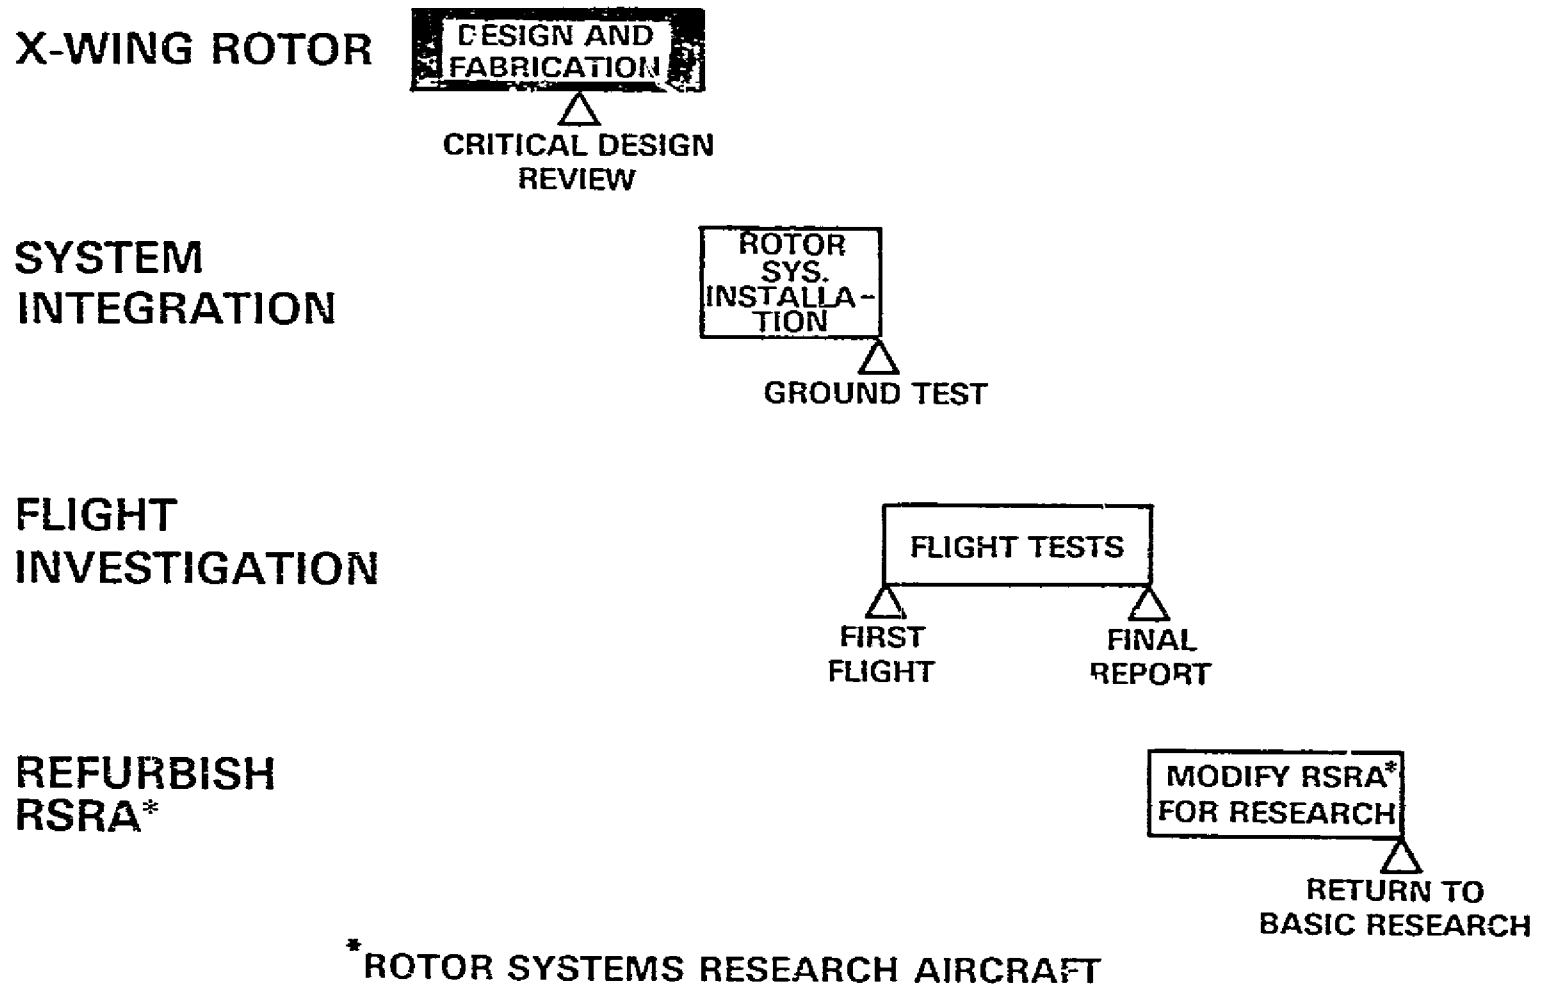 X-WING ROTOR
DESIGN AND
FABRICATION
CRITICAL DESIGN
REVIEW
SYSTEM
INTEGRATION
ROTOR
SYS.
INSTALLA-
TION
GROUND TEST
FLIGHT
INVESTIGATION
FLIGHT TESTS
FIRST
FLIGHT
FINAL
REPORT
REFURBISH
RSRA*
MODIFY RSRA*
FOR RESEARCH
RETURN TO
BASIC RESEARCH
*ROTOR SYSTEMS RESEARCH AIRCRAFT